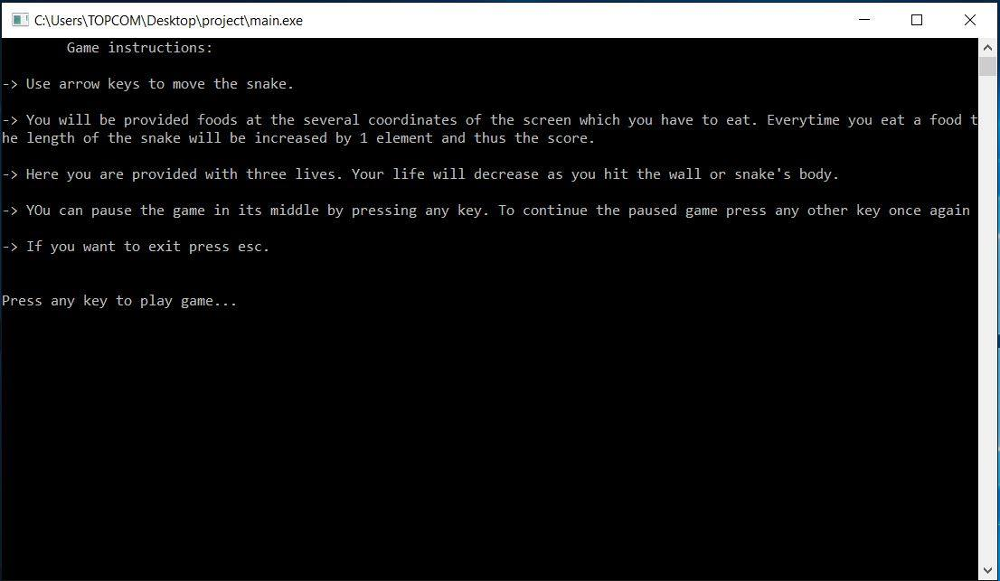 C:\Users\TOPCOM\Desktop\project\main.exe
Game instructions:
-> Use arrow keys to move the snake.
-> You will be provided foods at the several coordinates of the screen which you have to eat. Everytime you eat a food t
he length of the snake will be increased by 1 element and thus the score.
-> Here you are provided with three lives. Your life will decrease as you hit the wall or snake's body.
-> YOu can pause the game in its middle by pressing any key. To continue the paused game press any other key once again
-> If you want to exit press esc.
Press any key to play game...